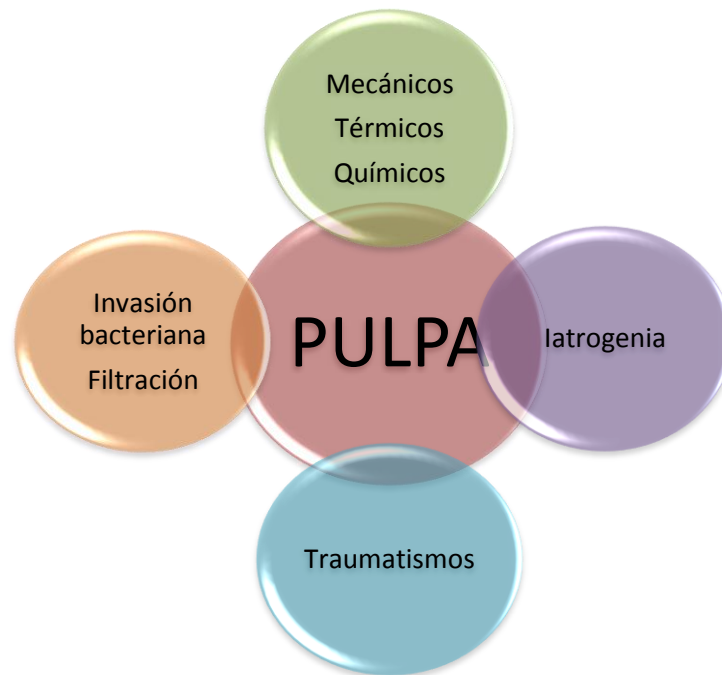 Mecánicos
Térmicos
Químicos
Invasión
bacteriana
Filtración
PULPA
Iatrogenia
Traumatismos